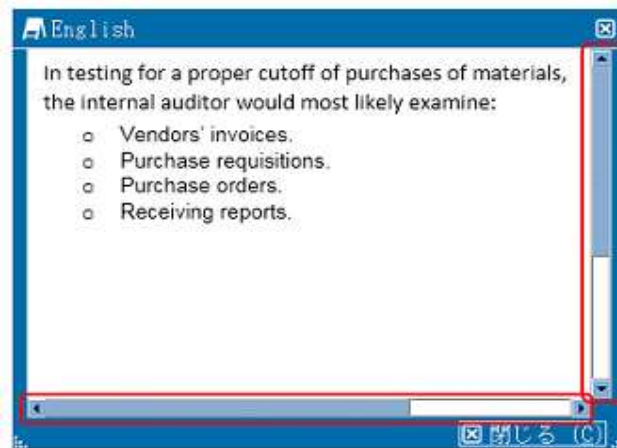 English
In testing for a proper cutoff of purchases of materials,
the internal auditor would most likely examine:
o Vendors' invoices.
o Purchase requisitions.
o Purchase orders.
o Receiving reports.
閉じる (C)